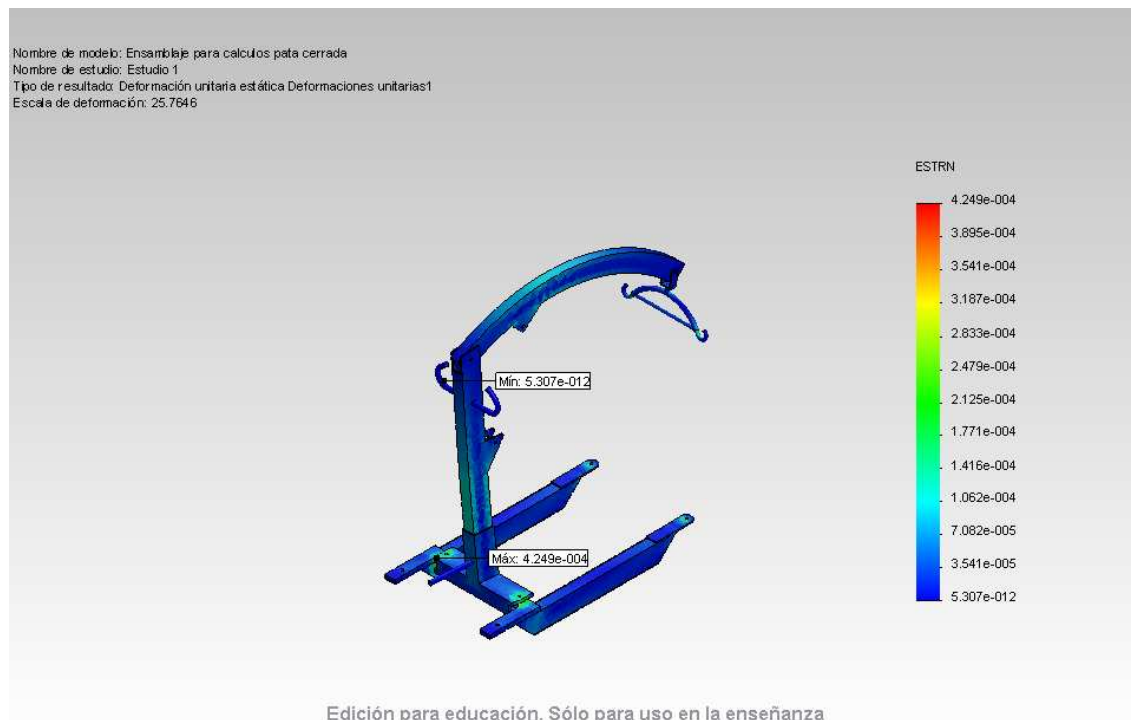 Nombre de modelo: Ensamblaje para calculos pata cerrada
Nombre de estudio: Estudio 1
Tipo de resultado: Deformación unitaria estática Deformaciones unitarias1
Escala de deformación: 25.7646
ESTRN
4.249e-004
3.895e-004
3.541e-004
3.187e-004
2.833e-004
2.479e-004
2.125e-004
1.771e-004
1.416e-004
1.062e-004
7.082e-005
3.541e-005
5.307e-012
Mín: 5.307e-012
Máx: 4.249e-004
Edición para educación. Sólo para uso en la enseñanza